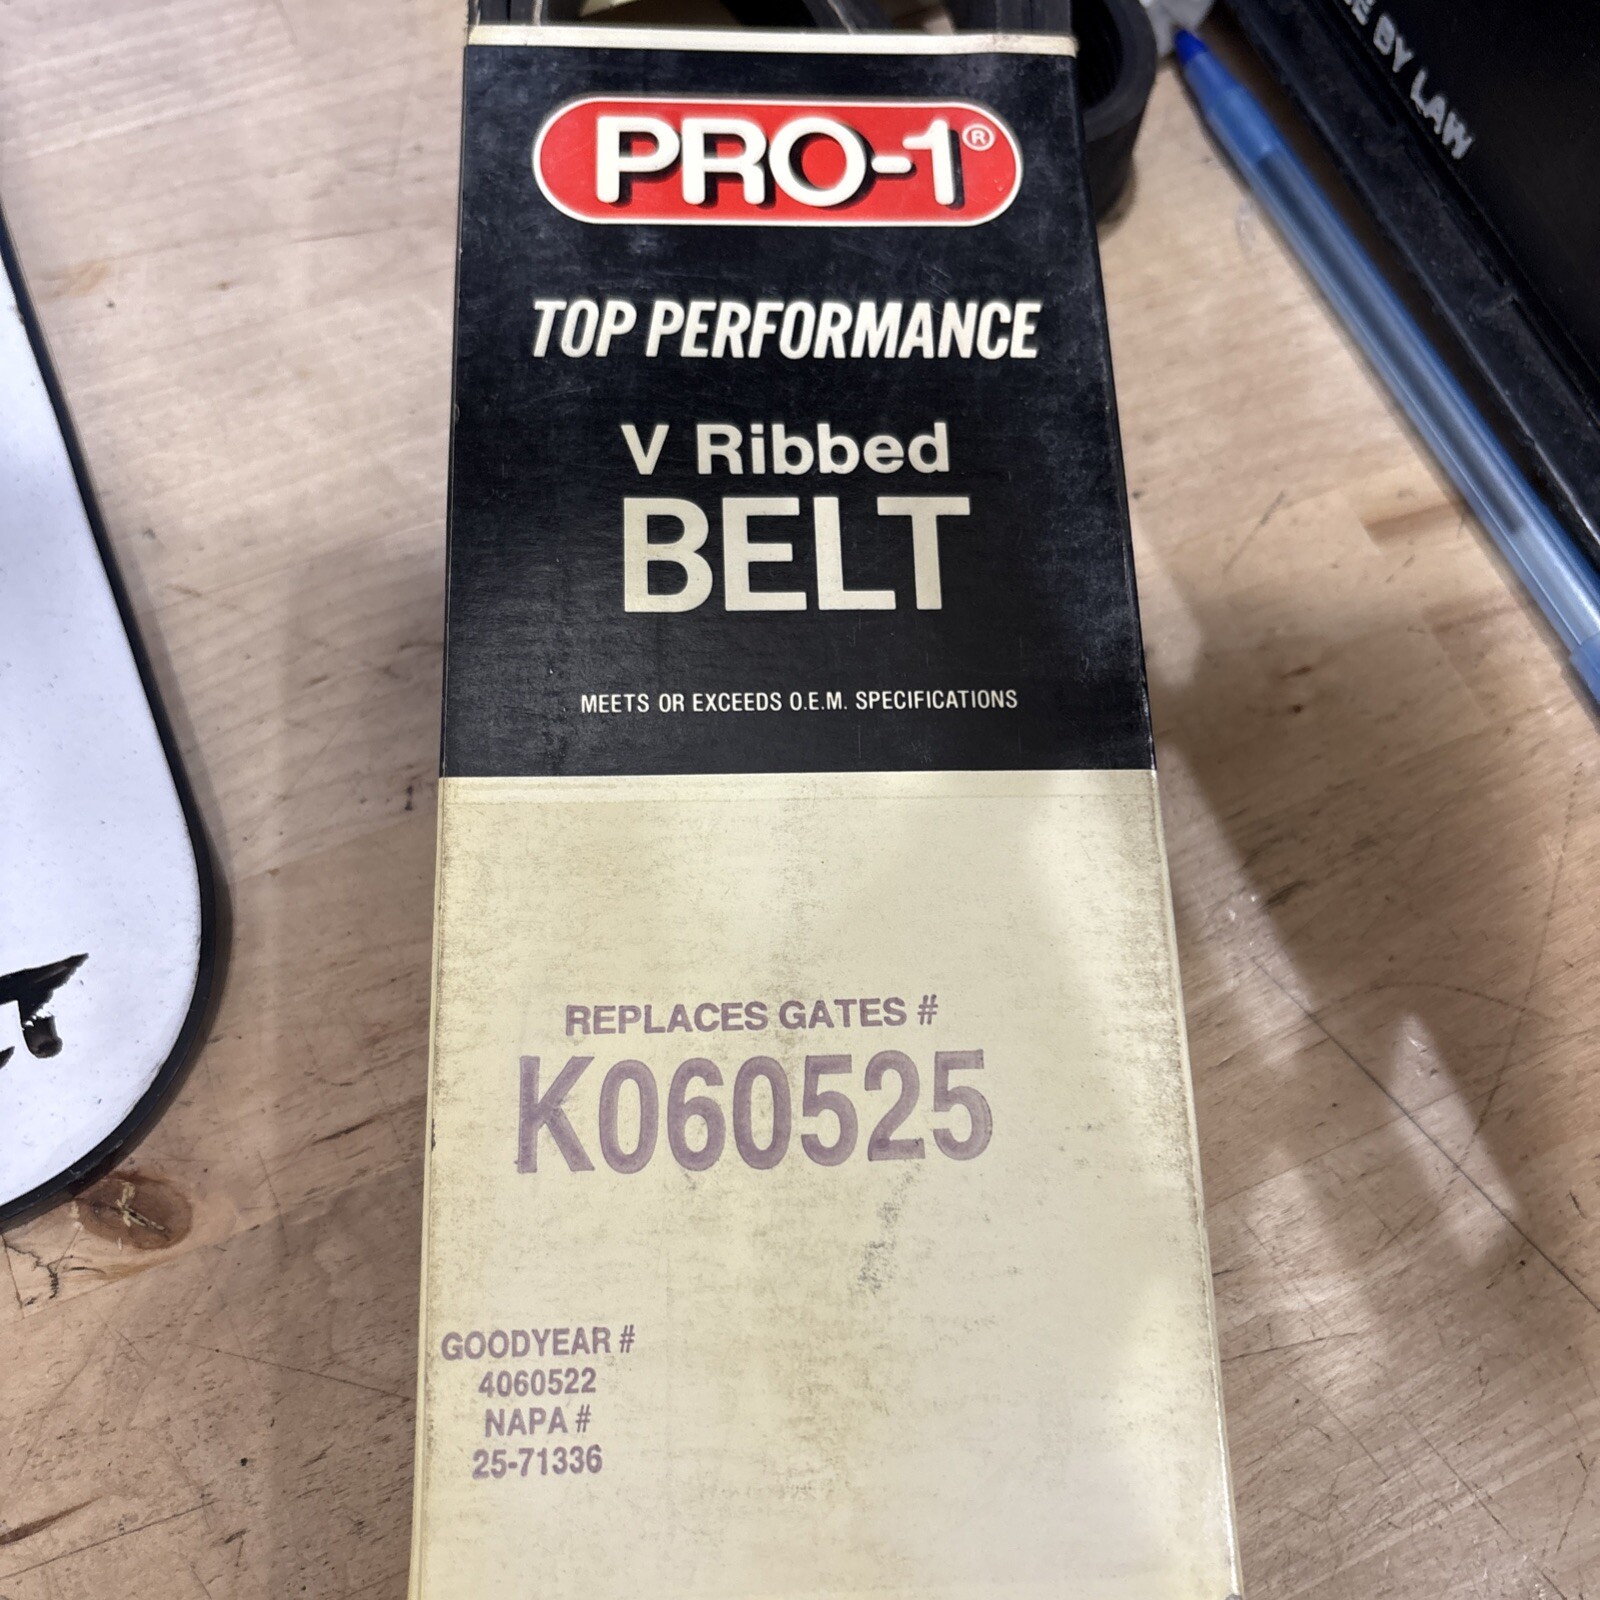 PRO-1®
TOP PERFORMANCE
V Ribbed
BELT
MEETS OR EXCEEDS O.E.M. SPECIFICATIONS
REPLACES GATES #
K060525
GOODYEAR #
4060522
NAPA #
25-71336
BY LAW